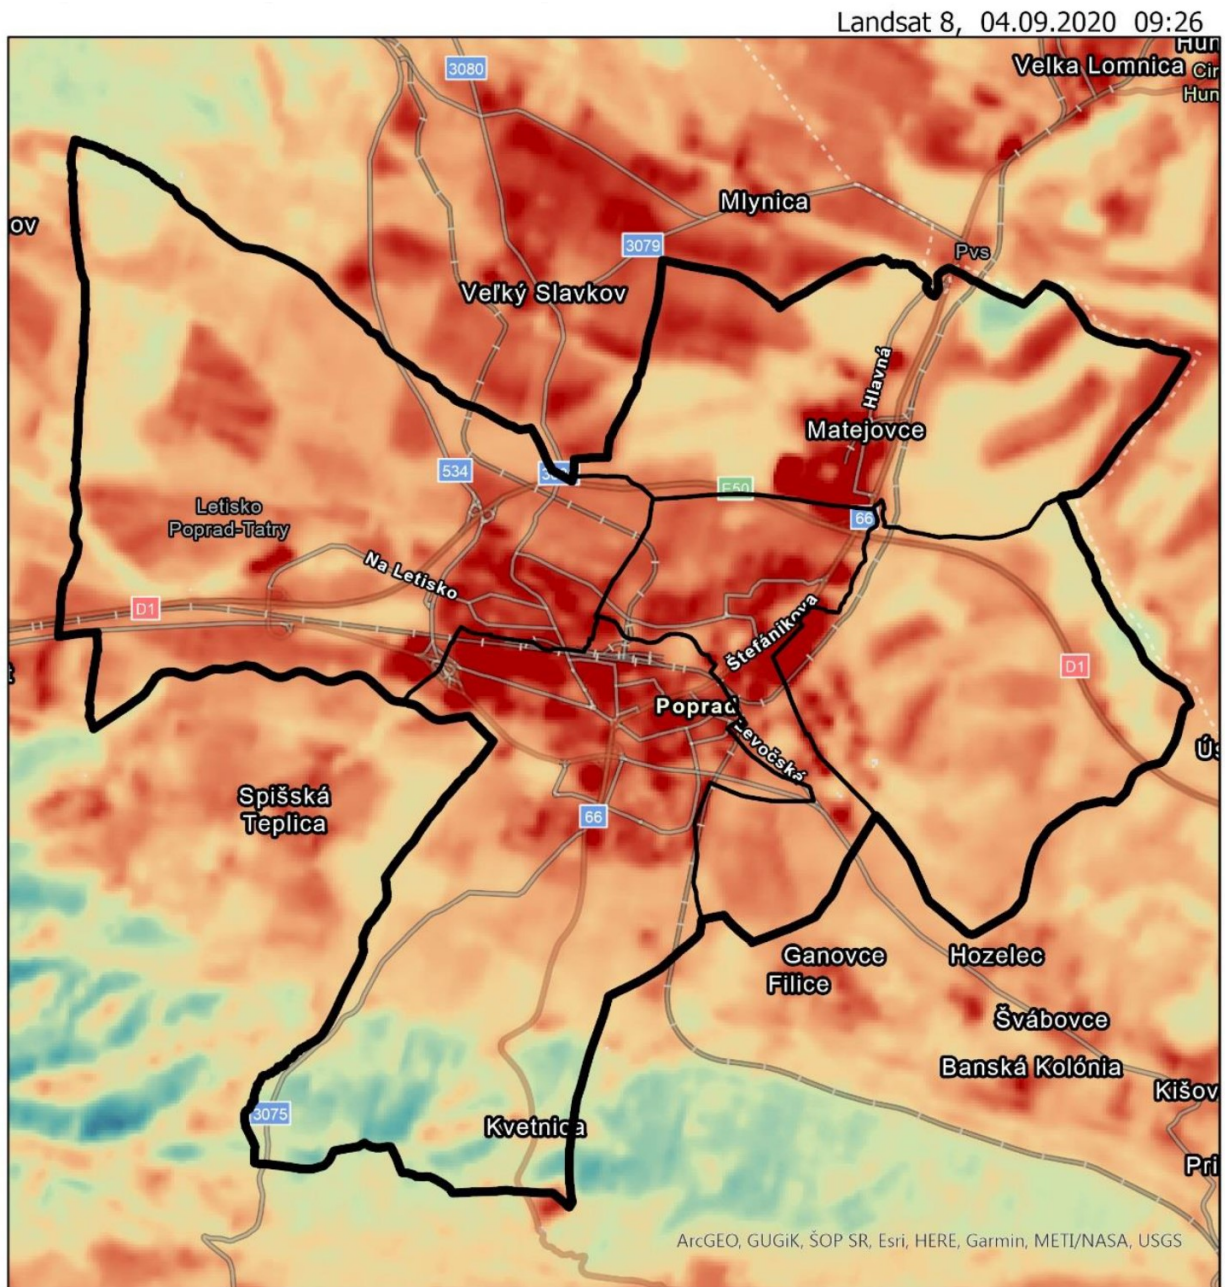 Landsat 8, 04.09.2020 09:26
3080
Velka Lomnica
Mlynica
ov
3079
Pvs
Veľký Slavkov
Hlavná
Matejovce
534
E50
Letisko
Poprad-Tatry
66
Na Letisko
D1
Štefánikova
D1
Poprad
Levočská
Spišská
Teplica
66
Ganovce
Hozelec
Filice
Švábovce
Banská Kolónia
Kišov
3075
Kvetnica
Pri
ArcGEO, GUGiK, ŠOP SR, Esri, HERE, Garmin, METI/NASA, USGS